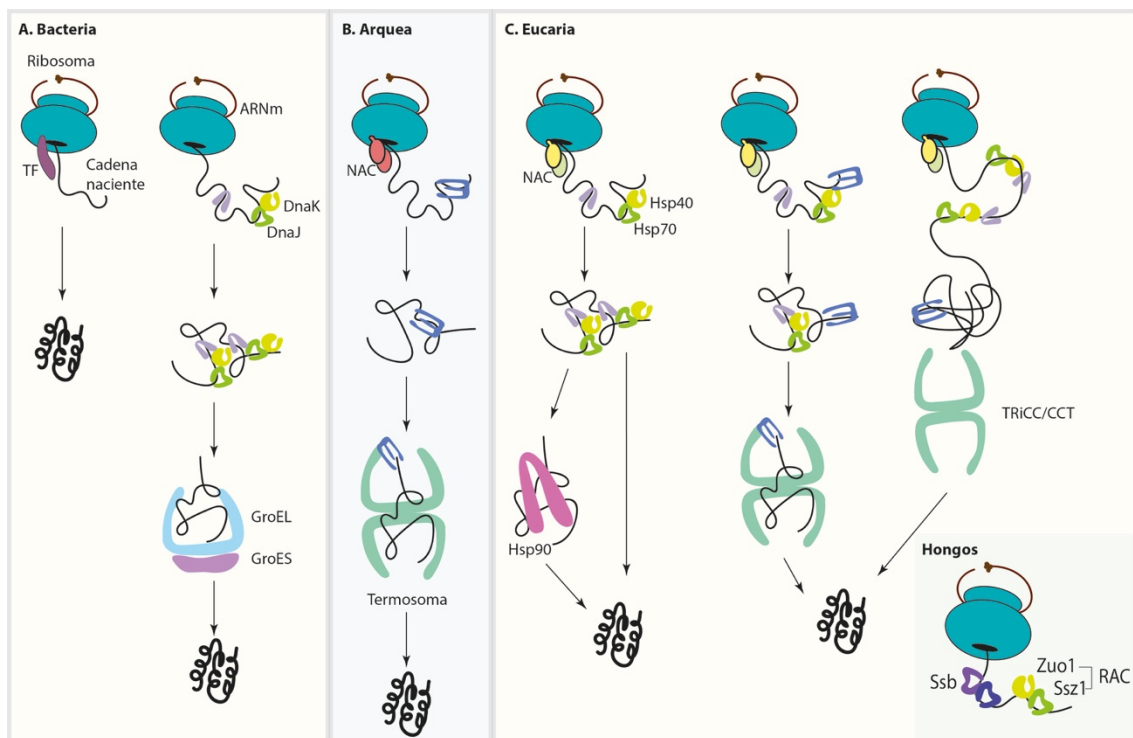 A. Bacteria
Ribosoma
ARNm
TF
Cadena
naciente
DnaK
DnaJ
GroEL
GroES
B. Arquea
NAC
Termosoma
C. Eucaria
NAC
Hsp40
Hsp70
Hsp90
TRiCC/CCT
Hongos
Ssb
Zuo1
Ssz1
RAC